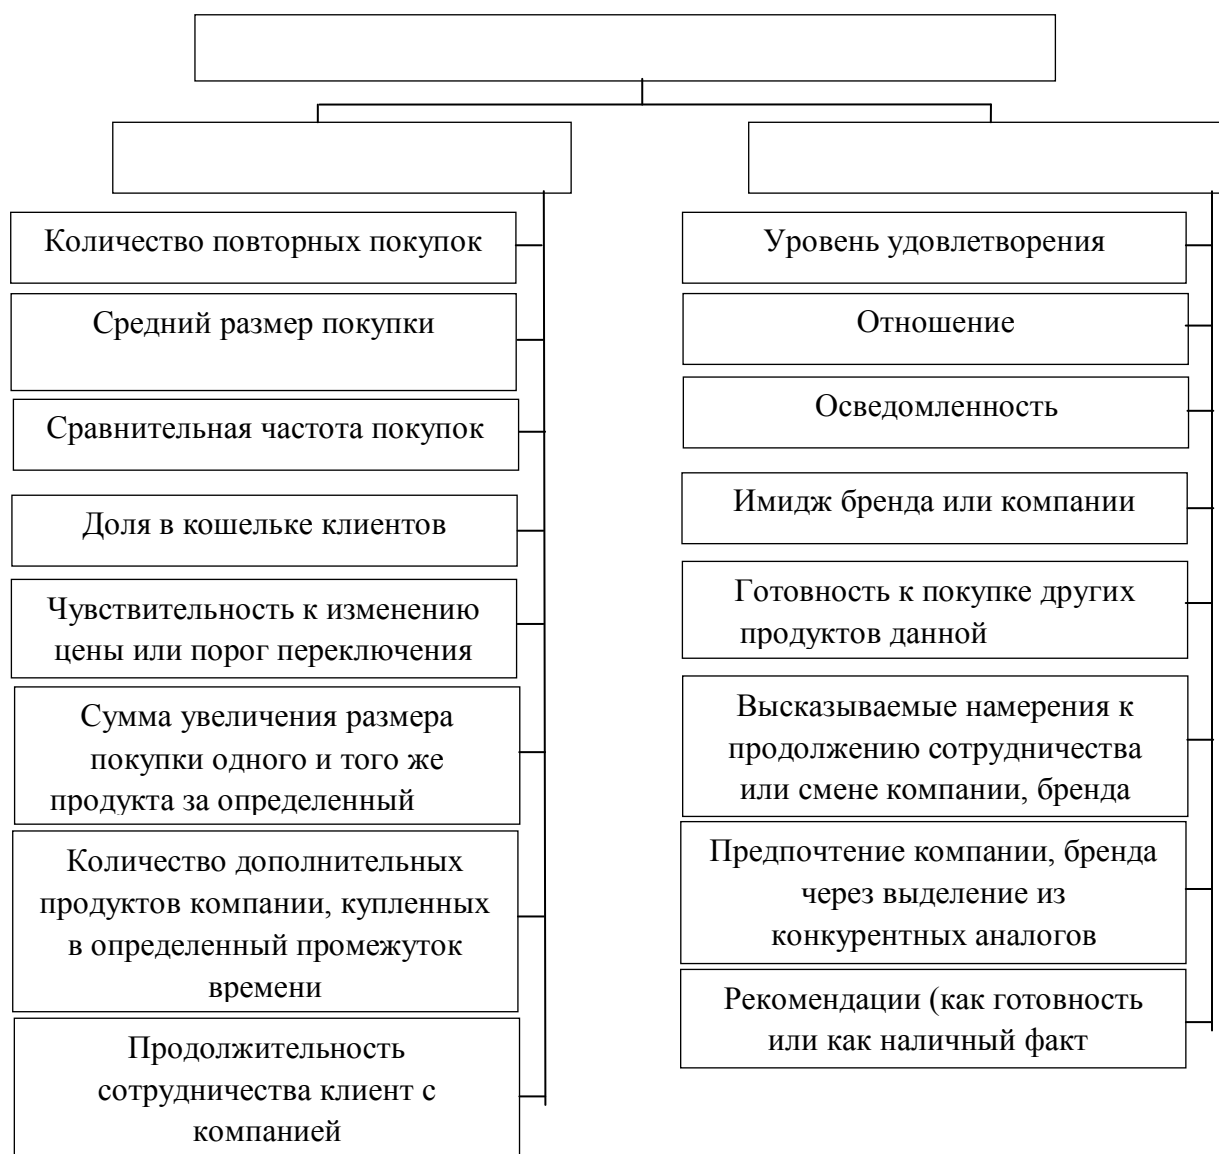 Количество повторных покупок
Средний размер покупки
Сравнительная частота покупок
Доля в кошельке клиентов
Чувствительность к изменению
цены или порог переключения
Сумма увеличения размера
покупки одного и того же
продукта за определенный
Количество дополнительных
продуктов компании, купленных
в определенный промежуток
времени
Продолжительность
сотрудничества клиент с
компанией
Уровень удовлетворения
Отношение
Осведомленность
Имидж бренда или компании
Готовность к покупке других
продуктов данной
Высказываемые намерения к
продолжению сотрудничества
или смене компании, бренда
Предпочтение компании, бренда
через выделение из
конкурентных аналогов
Рекомендации (как готовность
или как наличный факт